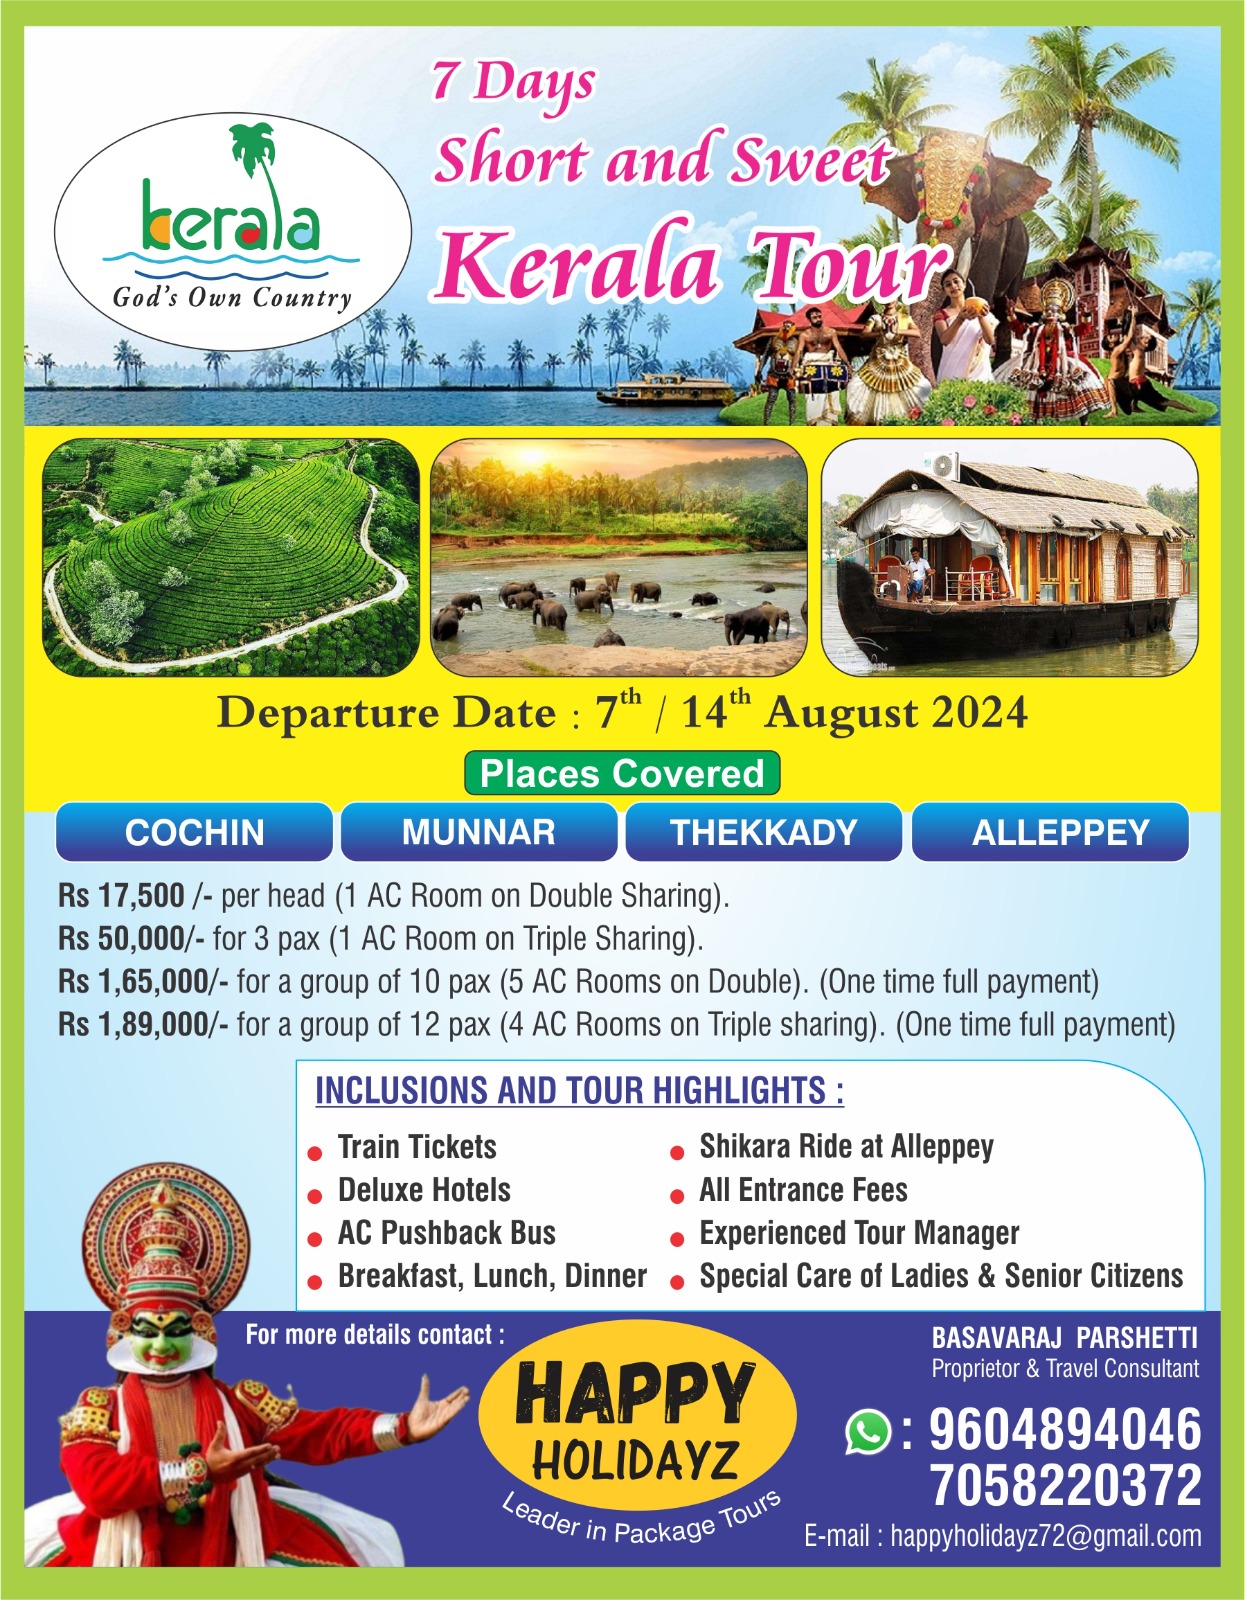 7 Days
Short and Sweet
Kerala Tour
kerala
God's Own Country
Departure Date : 7th / 14th August 2024
Places Covered
COCHIN
MUNNAR
THEKKADY
ALLEPPEY
Rs 17,500 /- per head (1 AC Room on Double Sharing).
Rs 50,000/- for 3 pax (1 AC Room on Triple Sharing).
Rs 1,65,000/- for a group of 10 pax (5 AC Rooms on Double). (One time full payment)
Rs 1,89,000/- for a group of 12 pax (4 AC Rooms on Triple sharing). (One time full payment)
INCLUSIONS AND TOUR HIGHLIGHTS :
Train Tickets
Deluxe Hotels
AC Pushback Bus
Breakfast, Lunch, Dinner
Shikara Ride at Alleppey
All Entrance Fees
Experienced Tour Manager
Special Care of Ladies & Senior Citizens
For more details contact :
HAPPY
HOLIDAYZ
Leader in Package Tours
BASAVARAJ PARSHETTI
Proprietor & Travel Consultant
: 9604894046
7058220372
E-mail : happyholidayz72@gmail.com